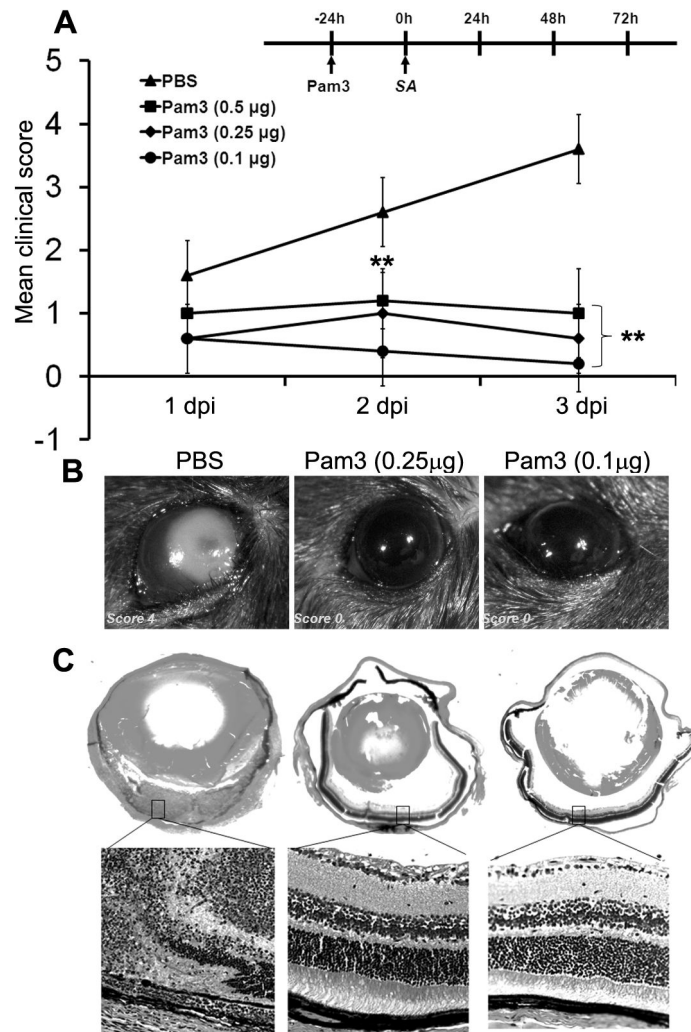 A
-24h 0h 24h 48h 72h
Pam3 SA
5
4
3
2
1
0
-1
Mean clinical score
PBS
Pam3 (0.5 µg)
Pam3 (0.25 µg)
Pam3 (0.1 µg)
**
**
1 dpi 2 dpi 3 dpi
B
PBS Pam3 (0.25µg) Pam3 (0.1µg)
Score 4 Score 0 Score 0
C